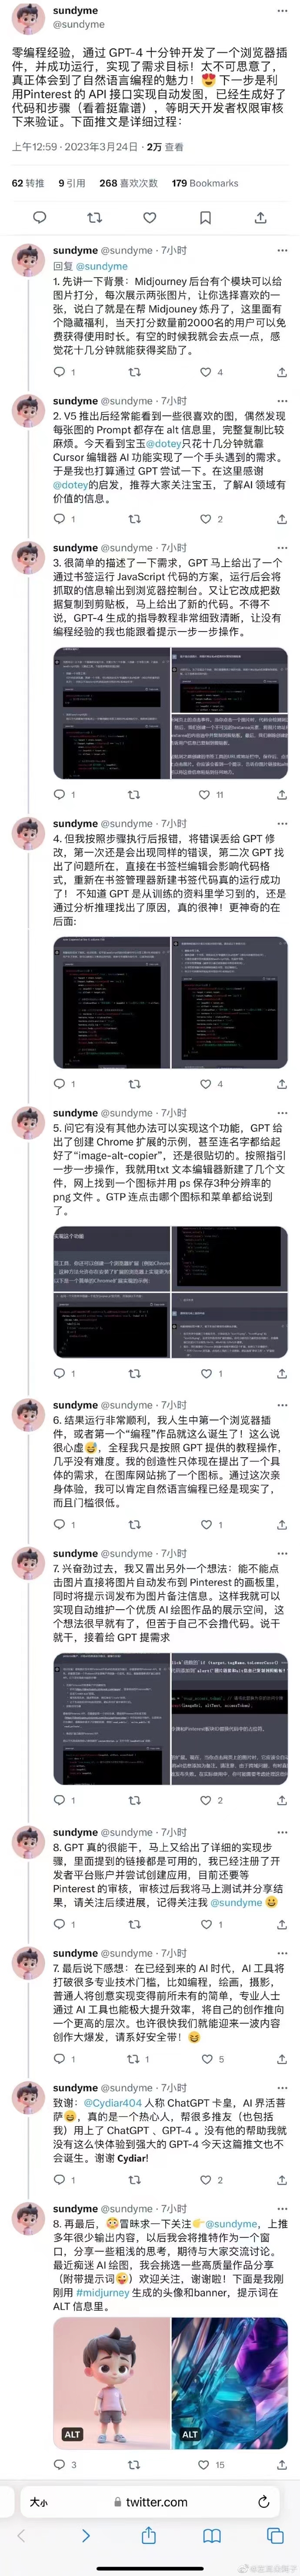 sundyme
@sundyme
零编程经验，通过 GPT-4 十分钟开发了一个浏览器插
件，并成功运行，实现了需求目标！太不可思意了，
真正体会到了自然语言编程的魅力！😍下一步是利
用Pinterest 的 API 接口实现自动发图，已经生成好了
代码和步骤（看着挺靠谱），等明天开发者权限审核
下来验证。下面推文是详细过程：
上午12:59 · 2023年3月24日 · 2万 查看
62 转推 9 引用 268 喜欢次数 179 Bookmarks
sundyme @sundyme · 7小时
回复 @sundyme
1. 先讲一下背景：Midjourney 后台有个模块可以给
图片打分，每次展示两张图片，让你选择喜欢的一
张，说白了就是在帮 Midjouney 炼丹了，这里面有
个隐藏福利，当天打分数量前2000名的用户可以免
费获得便用时长。有空的时候我就会去点一点，感
觉花十几分钟就能获得奖励了。
1 4
sundyme @sundyme · 7小时
2. V5 推出后经常能看到一些很喜欢的图，偶然发现
每张图的 Prompt 都存在 alt 信息里，完整复制比较
麻烦。今天看到宝玉@dotey只花十几分钟就靠
Cursor 编辑器 AI 功能实现了一个手头遇到的需求。
于是我也打算通过 GPT 尝试一下。在这里感谢
@dotey的启发，推荐大家关注宝玉，了解AI 领域有
价值的信息。
1 2
sundyme @sundyme · 7小时
3. 很简单的描述了一下需求，GPT 马上给出了一个
通过书签运行 JavaScript 代码的方案，运行后会将
抓取的信息输出到浏览器控制台。又让它改成把数
据复制到剪贴板，马上给出了新的代码。不得不
说，GPT-4 生成的指导教程非常细致清晰，让没有
编程经验的我也能跟着提示一步一步操作。
1 11
sundyme @sundyme · 7小时
4. 但我按照步骤执行后报错，将错误丢给 GPT 修
改，第一次还会出现同样的错误，第二次 GPT 找出
了问题所在，直接在书签栏编辑会影响代码格
式，重新在书签管理器新建书签代码真的运行成功
了！ 不知道 GPT 是从训练的资料里学习到的，还是
通过分析推理找出了原因，真的很神！更神奇的在
后面:
1 4
sundyme @sundyme · 7小时
5. 问它有没有其他办法可以实现这个功能，GPT 给
出了创建 Chrome 扩展的示例，甚至连名字都给起
好了“image-alt-copier”，还是很贴切的。按照指引
一步一步操作，我就用txt 文本编辑器新建了几个文
件，网上找到一个图标并用 ps 保存3种分辨率的
png文件 。GTP 连点击哪个图标和菜单都给说到
了。
1 1
sundyme @sundyme · 7小时
6. 结果运行非常顺利，我人生中第一个浏览器插
件，或者第一个“编程”作品就这么诞生了！这么说
很心虚😅，全程我只是按照 GPT 提供的教程操作，
几乎没有难度。我的创造性只体现在提出了一个具
体的需求，在图库网站挑了一个图标。通过这次亲
身体验，我可以肯定自然语言编程已经是现实了，
而且门槛很低。
1 1
sundyme @sundyme · 7小时
7. 兴奋劲过去，我又冒出另外一个想法：能不能点
击图片直接将图片自动发布到 Pinterest 的画板里，
同时将提示词发布为图片备注信息。这样我就可以
实现自动维护一个优质 AI 绘图作品的展示空间，这
个想法很早就有了，但苦于自己不会撸代码。说干
就干，接着给 GPT 提需求
1 2
sundyme @sundyme · 7小时
8. GPT 真的很能干，马上又给出了详细的实现步
骤，里面提到的链接都是可用的，我已经注册了开
发者平台账户并尝试创建应用，目前还要等
Pinterest 的审核，审核过后我将马上测试并分享结
果，请关注后续进展，记得关注我 @sundyme 😀
1 1
sundyme @sundyme · 7小时
7. 最后说下感想：在已经到来的 AI 时代，AI 工具将
打破很多专业技术门槛，比如编程，绘画，摄影，
普通人将创意实现变得前所未有的简单，专业人士
通过 AI 工具也能极大提升效率，将自己的创作推向
一个更高的层次。也许很快我们就能迎来一波内容
创作大爆发，请系好安全带！😆
1 1 5
sundyme @sundyme · 7小时
致谢：@Cydiar404 人称 ChatGPT 卡皇，AI 界活菩
萨😄，真的是一个热心人，帮很多推友（也包括
我）用上了 ChatGPT 、GPT-4 。没有他的帮助我就
没有这么快体验到强大的 GPT-4 今天这篇推文也不
会诞生。谢谢 Cydiar!
1 2
sundyme @sundyme · 7小时
8. 再最后，😳冒昧求一下关注👉@sundyme，上推
多年很少输出内容，以后我会将推特作为一个窗
口，分享一些粗浅的思考，期待与大家交流讨论。
最近痴迷 AI 绘图，我会挑选一些高质量作品分享
（附带提示词😜）欢迎关注，谢谢啦！下面是我刚
刚用 #midjurney 生成的头像和banner，提示词在
ALT 信息里。
ALT
ALT
3 15
大小 twitter.com